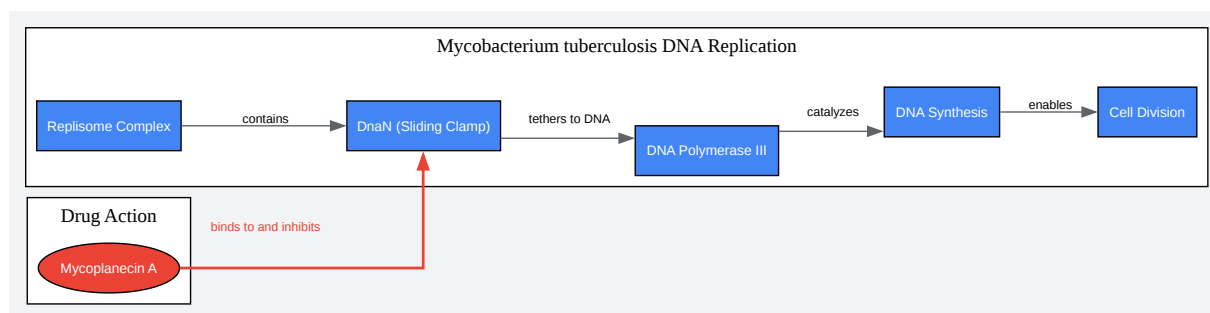 Mycobacterium tuberculosis DNA Replication
Replisome Complex
contains
DnaN (Sliding Clamp)
tethers to DNA
DNA Polymerase III
catalyzes
DNA Synthesis
enables
Cell Division
Drug Action
Mycoplanecin A
binds to and inhibits